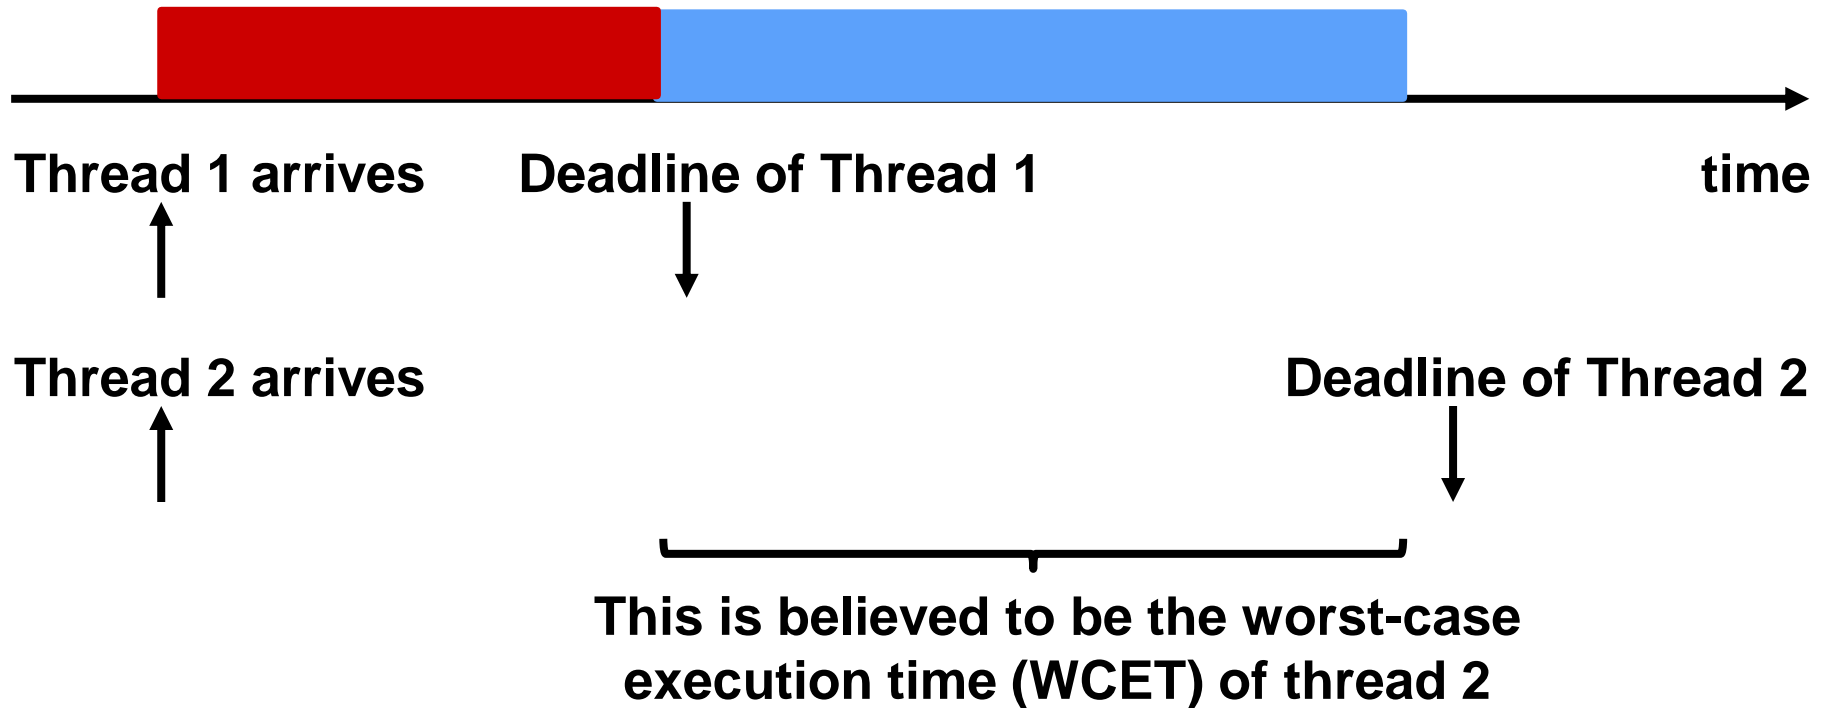 Thread 1 arrives
Deadline of Thread 1
time
Thread 2 arrives
Deadline of Thread 2
This is believed to be the worst-case
execution time (WCET) of thread 2